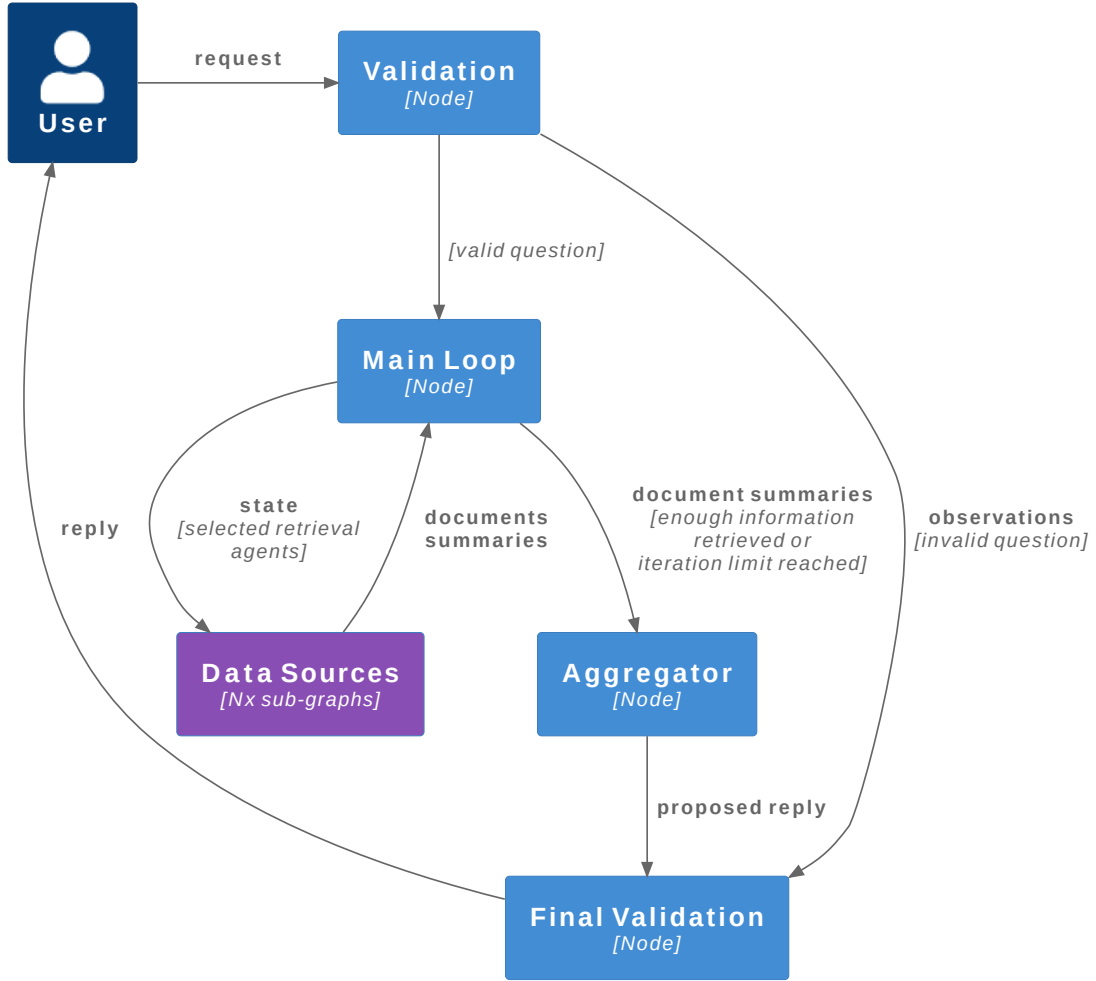 User
request
Validation
[Node]
[valid question]
Main Loop
[Node]
reply
state
[selected retrieval
agents]
documents
summaries
document summaries
[enough information
retrieved or
iteration limit reached]
observations
[invalid question]
Data Sources
[Nx sub-graphs]
Aggregator
[Node]
proposed reply
Final Validation
[Node]